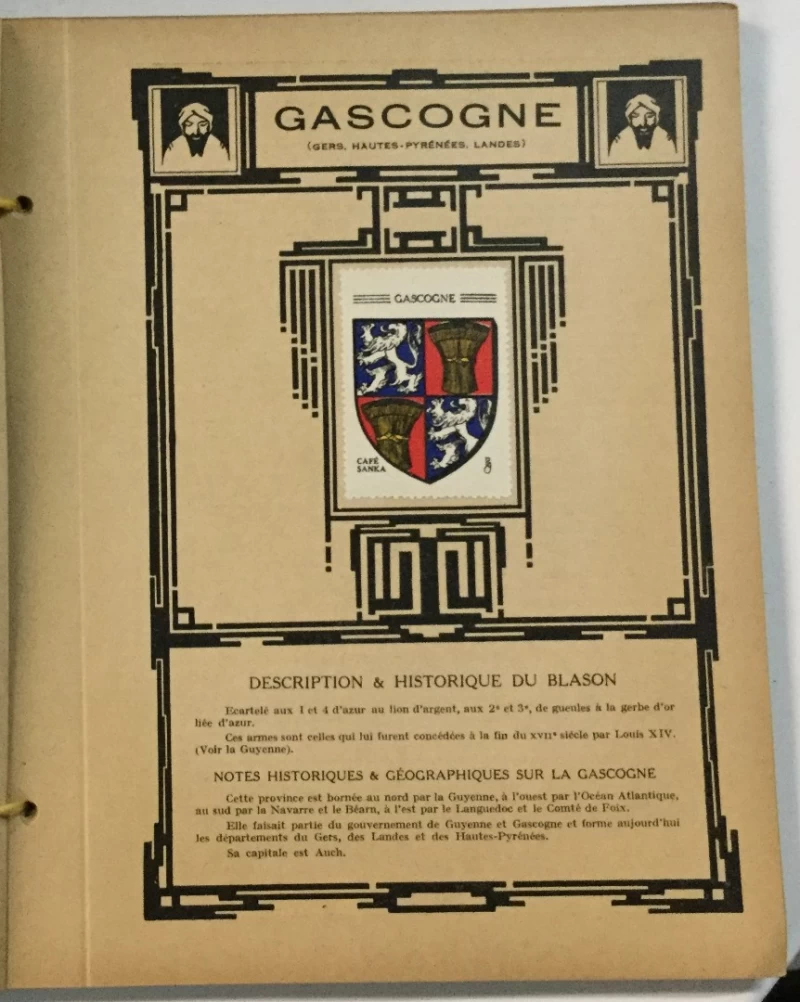 GASCOGNE
(GERS, HAUTES-PYRÉNÉES, LANDES)
GASCOGNE
CAFÉ
SANKA
DESCRIPTION & HISTORIQUE DU BLASON
Ecartelé aux 1 et 4 d'azur au lion d'argent, aux 2e et 3e, de gueules à la gerbe d'or
liée d'azur.
Ces armes sont celles qui lui furent concédées à la fin du XVIIe siècle par Louis XIV.
(Voir la Guyenne).
NOTES HISTORIQUES & GÉOGRAPHIQUES SUR LA GASCOGNE
Cette province est bornée au nord par la Guyenne, à l'ouest par l'Océan Atlantique,
au sud par la Navarre et le Béarn, à l'est par le Languedoc et le Comté de Foix.
Elle faisait partie du gouvernement de Guyenne et Gascogne et forme aujourd'hui
les départements du Gers, des Landes et des Hautes-Pyrénées.
Sa capitale est Auch.